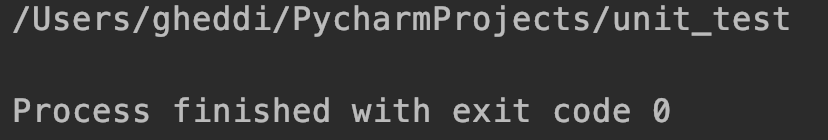 /Users/gheddi/PycharmProjects/unit_test
Process finished with exit code 0